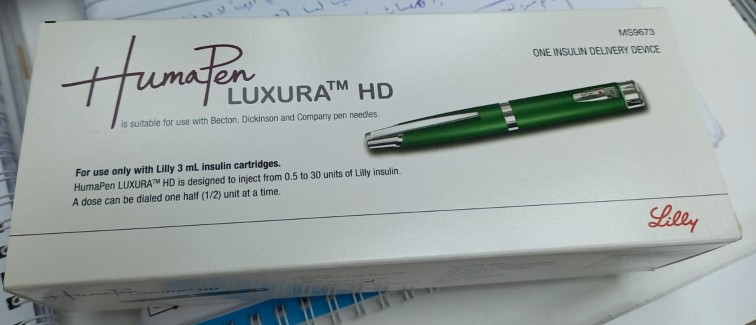 MS9673
ONE INSULIN DELIVERY DEVICE
HumaPen
LUXURA™ HD
is suitable for use with Becton, Dickinson and Company pen needles.
For use only with Lilly 3 mL insulin cartridges.
HumaPen LUXURA™ HD is designed to inject from 0.5 to 30 units of Lilly insulin.
A dose can be dialed one half (1/2) unit at a time.
Lilly
HumaPen